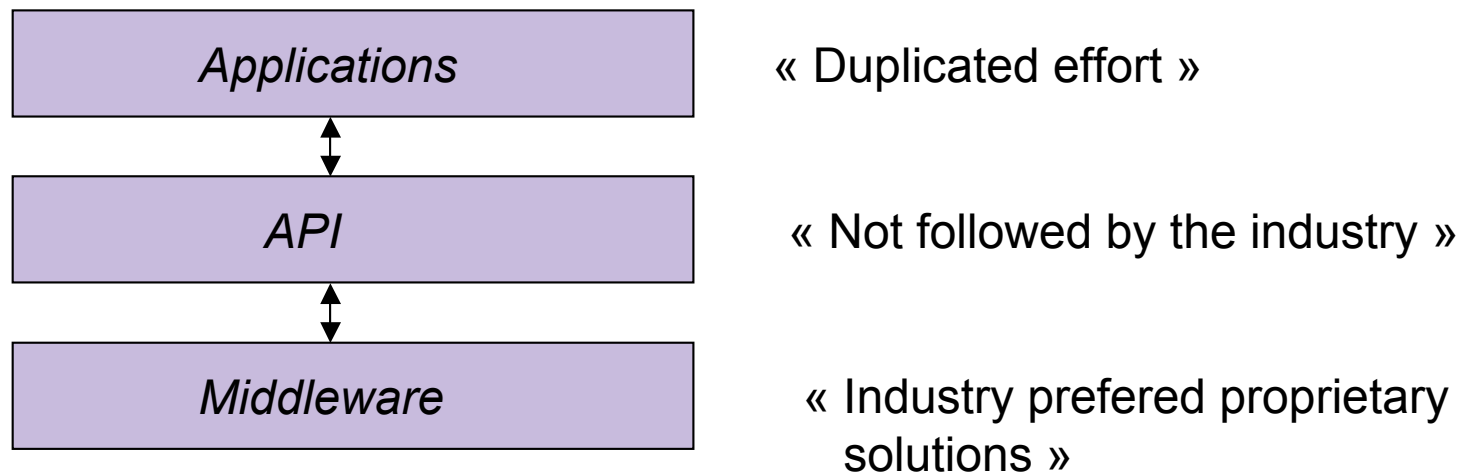 Applications
« Duplicated effort »
API
« Not followed by the industry »
Middleware
« Industry prefered proprietary
solutions »